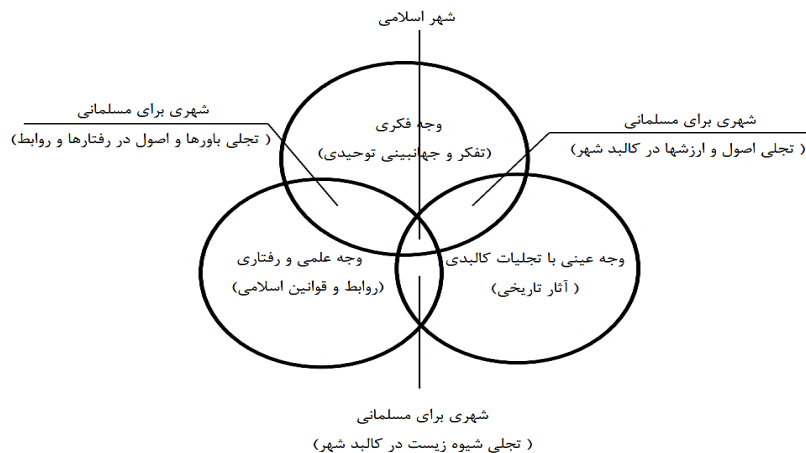 شهر اسلامی
وجه فکری
(تفکر و جهانبینی توحیدی)
شهری برای مسلمانی
( تجلی اصول و ارزشها در کالبد شهر)
شهری برای مسلمانی
( تجلی باورها و اصول در رفتارها و روابط)
وجه عینی با تجلیات کالبدی
( آثار تاریخی)
وجه علمی و رفتاری
(روابط و قوانین اسلامی)
شهری برای مسلمانی
( تجلی شیوه زیست در کالبد شهر)